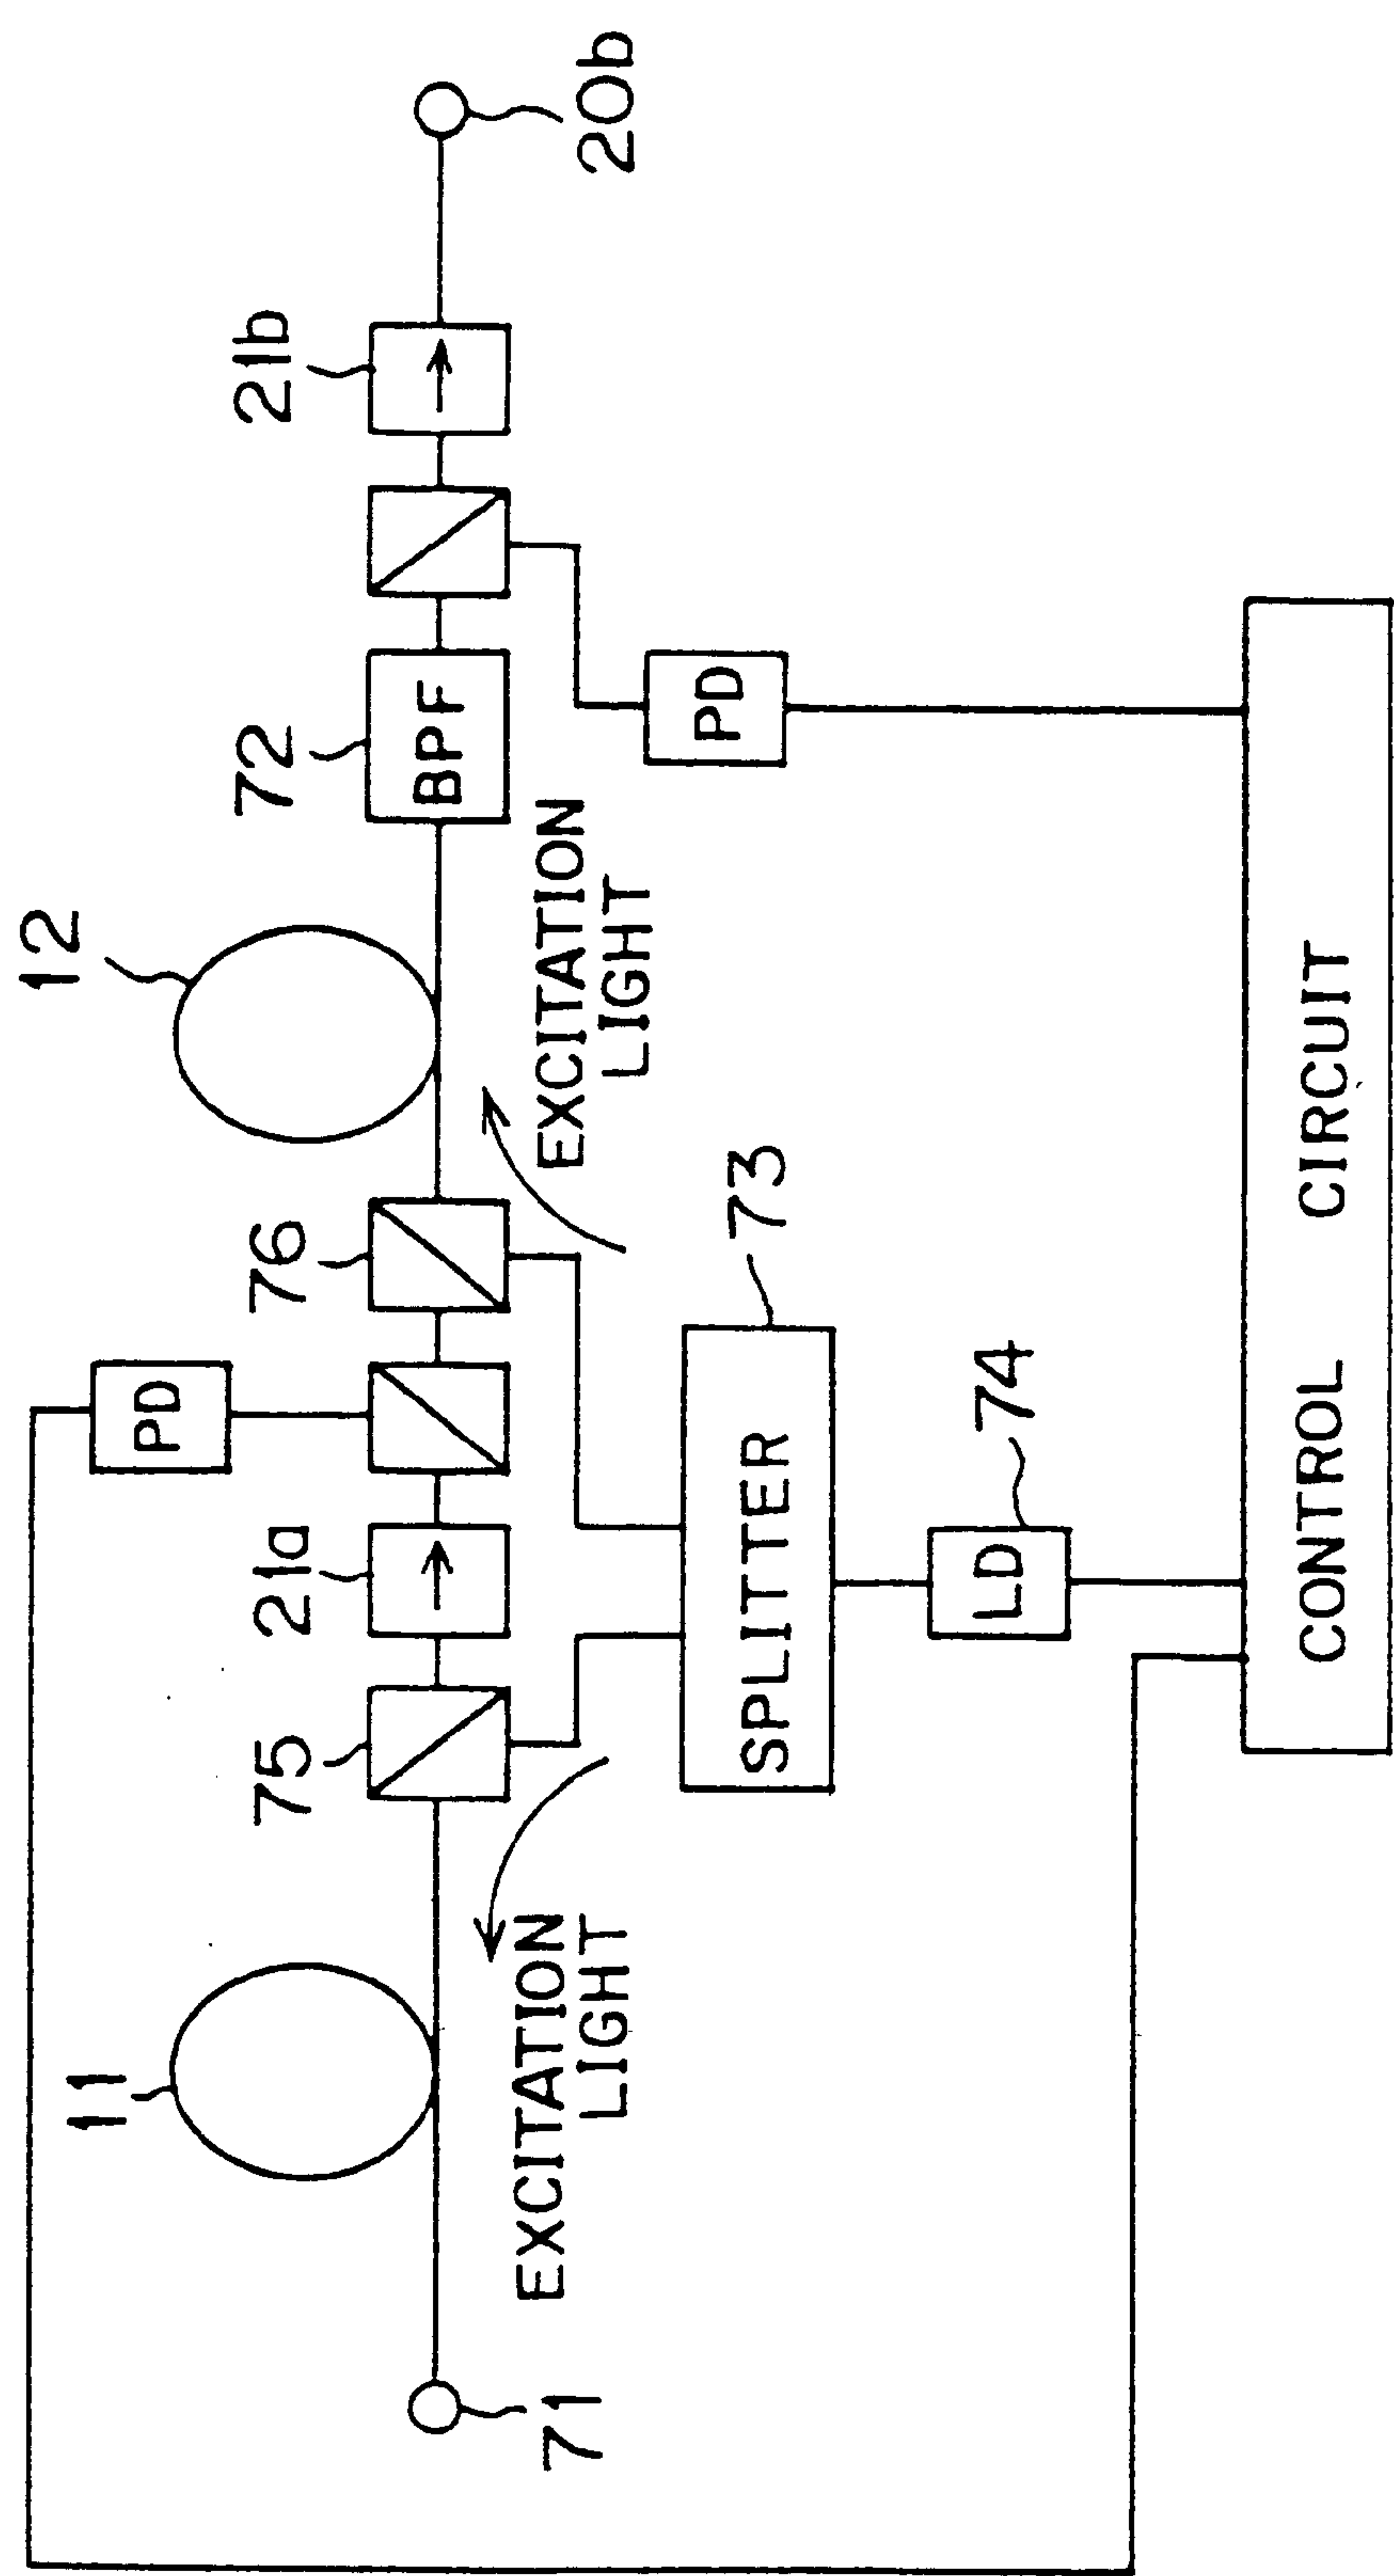 12
21b
72
76
PD
21a
75
11
BPF
20b
EXCITATION
LIGHT
PD
73
SPLITTER
74
LD
EXCITATION
LIGHT
71
CONTROL CIRCUIT